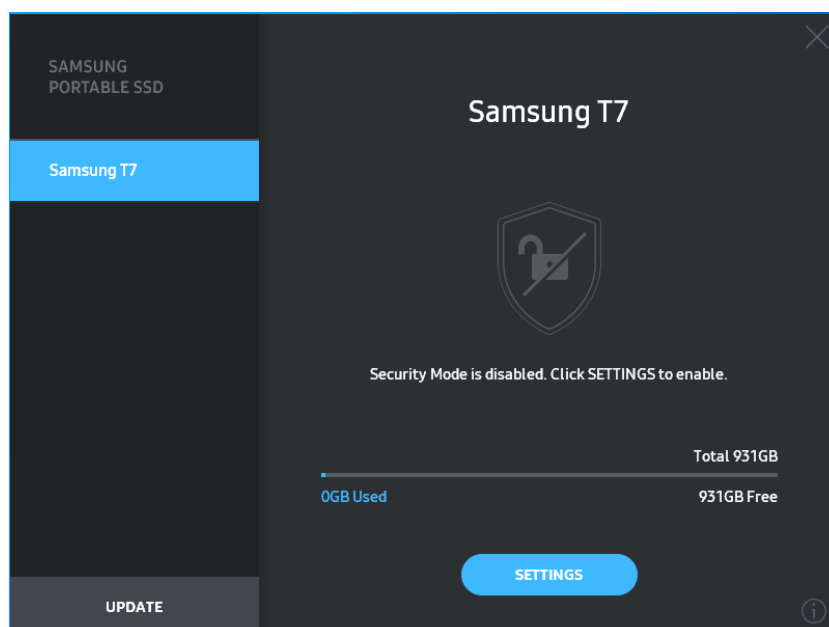 SAMSUNG
PORTABLE SSD
Samsung T7
Samsung T7
Security Mode is disabled. Click SETTINGS to enable.
Total 931GB
0GB Used
931GB Free
SETTINGS
UPDATE